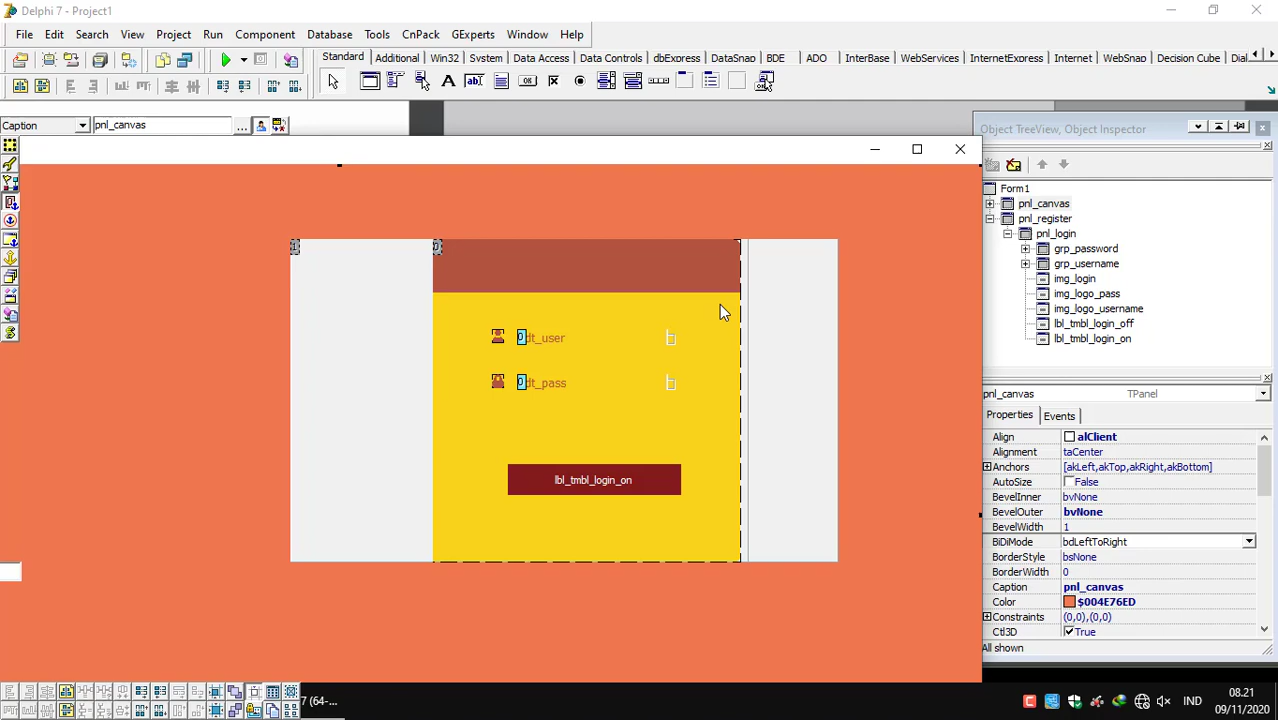 Delphi 7 - Project1
File Edit Search View Project Run Component Database Tools CnPack GExperts Window Help
Standard Additional Win32 System Data Access Data Controls dbExpress DataSnap BDE ADO InterBase WebServices InternetExpress Internet WebSnap Decision Cube
Caption pnl_canvas
Object TreeView, Object Inspector
Form1
pnl_canvas
pnl_register
pnl_login
grp_password
grp_username
img_login
img_logo_pass
img_logo_username
lbl_tmbl_login_off
lbl_tmbl_login_on
dt_user
dt_pass
lbl_tmbl_login_on
pnl_canvas TPanel
Properties Events
Align alClient
Alignment taCenter
Anchors [akLeft,akTop,akRight,akBottom]
AutoSize False
BevelInner bvNone
BevelOuter bvNone
BevelWidth 1
BiDiMode bdLeftToRight
BorderStyle bsNone
BorderWidth 0
Caption pnl_canvas
Color $004E76ED
Constraints (0,0),(0,0)
Ctl3D True
All shown
7 (64-...
IND
08.21
09/11/2020